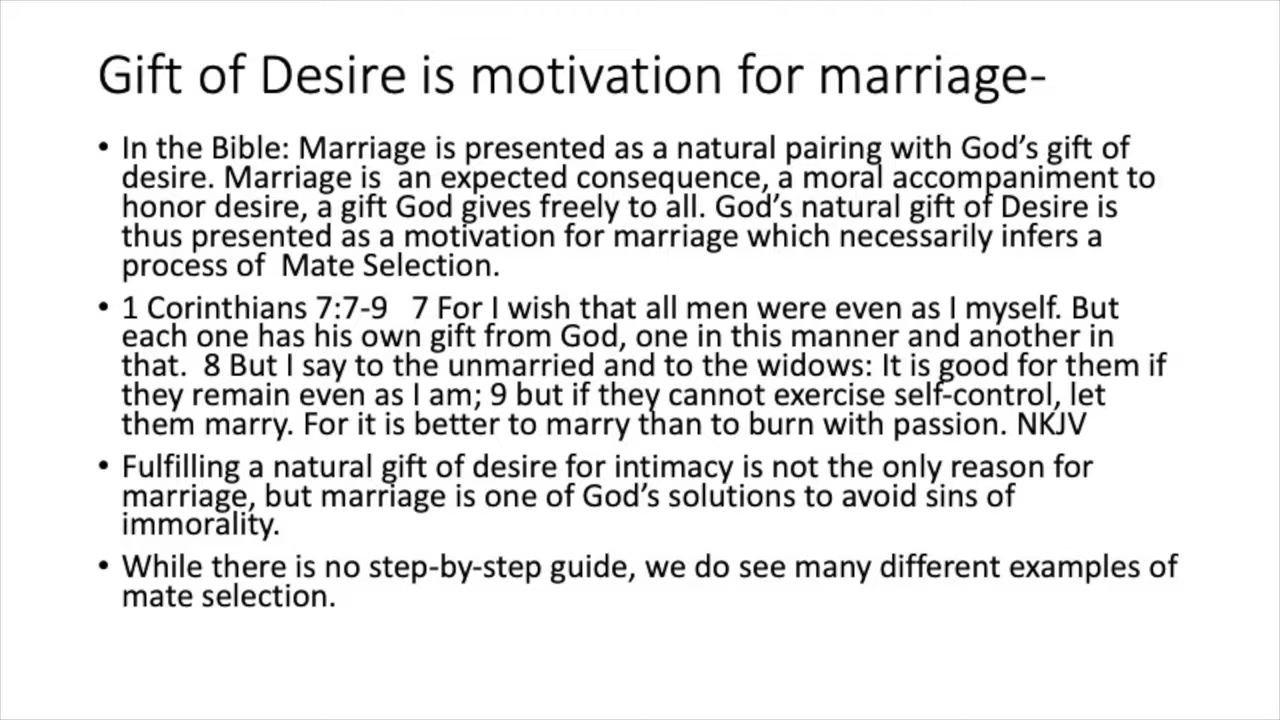 Gift of Desire is motivation for marriage-
• In the Bible: Marriage is presented as a natural pairing with God’s gift of
desire. Marriage is  an expected consequence, a moral accompaniment to
honor desire, a gift God gives freely to all. God’s natural gift of Desire is
thus presented as a motivation for marriage which necessarily infers a
process of  Mate Selection.
• 1 Corinthians 7:7-9   7 For I wish that all men were even as I myself. But
each one has his own gift from God, one in this manner and another in
that.  8 But I say to the unmarried and to the widows: It is good for them if
they remain even as I am; 9 but if they cannot exercise self-control, let
them marry. For it is better to marry than to burn with passion. NKJV
• Fulfilling a natural gift of desire for intimacy is not the only reason for
marriage, but marriage is one of God’s solutions to avoid sins of
immorality.
• While there is no step-by-step guide, we do see many different examples of
mate selection.